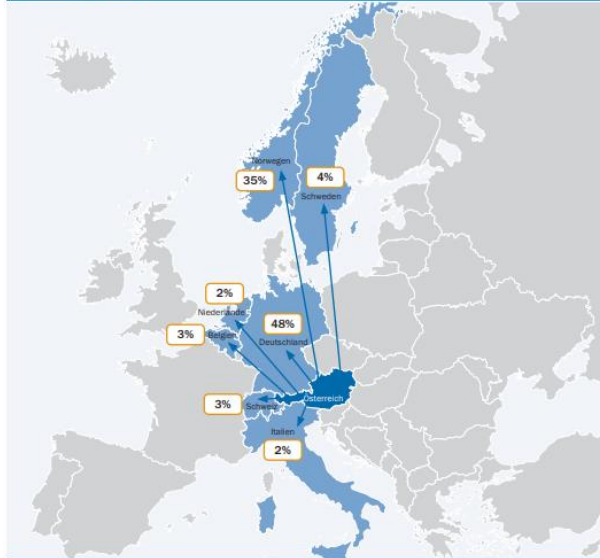 Norwegen
35%
4%
Schweden
2%
Niederlande
48%
3%
Belgien
Deutschland
3%
Schweiz
Österreich
Italien
2%